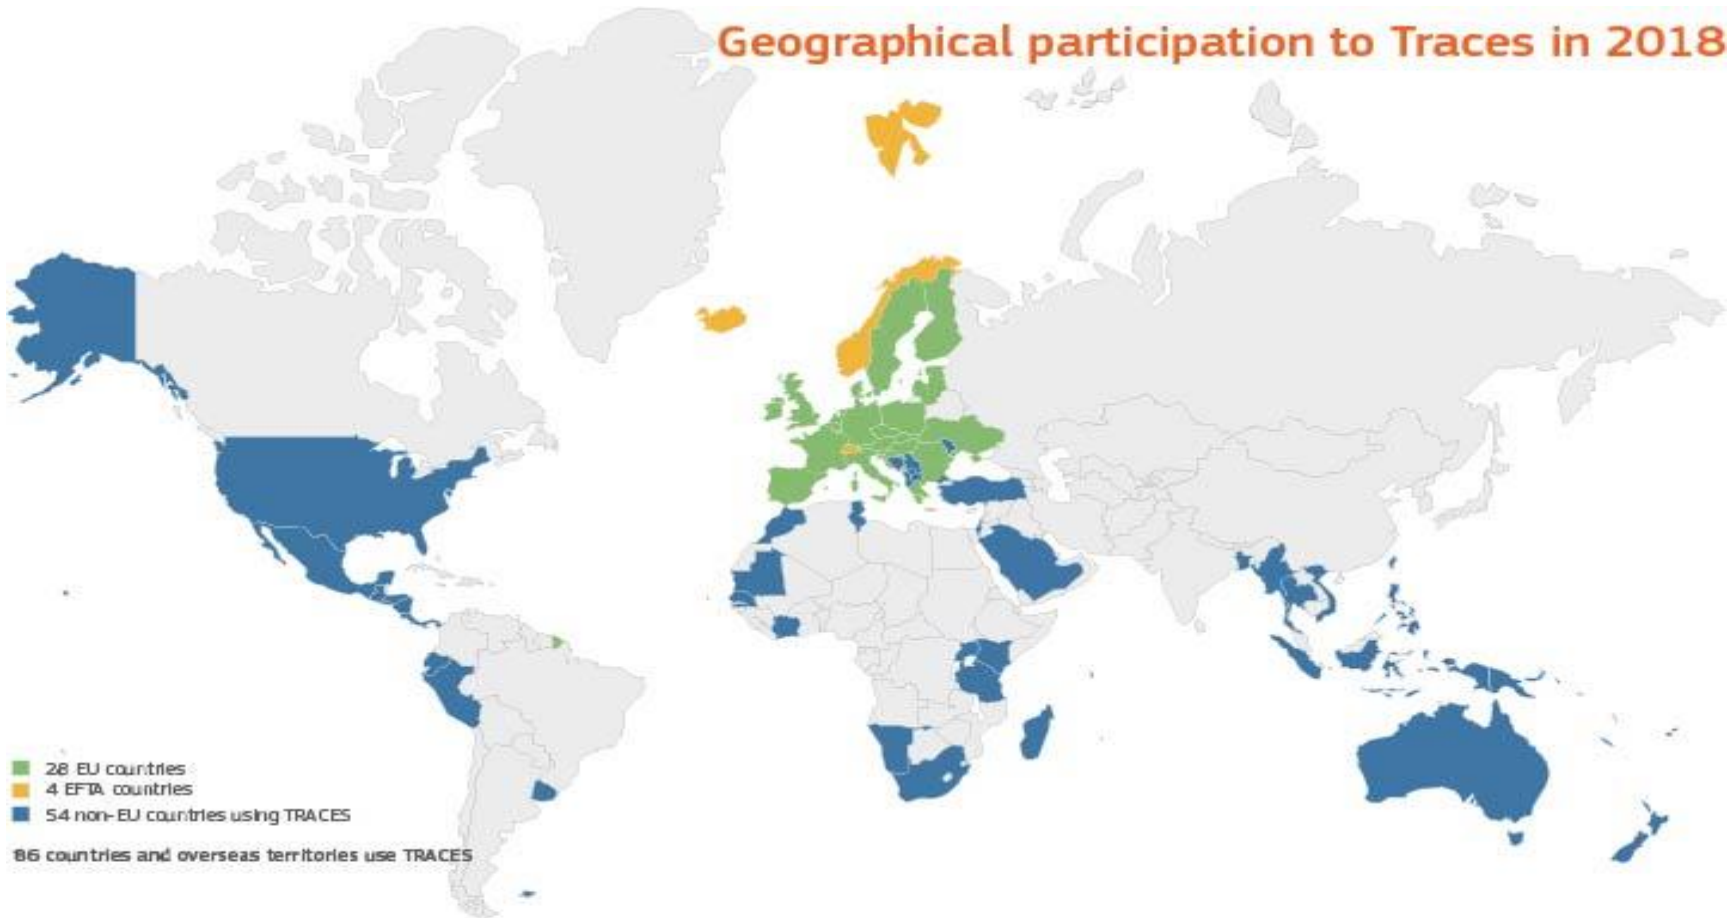 Geographical participation to Traces in 2018
28 EU countries
4 EFTA countries
54 non-EU countries using TRACES
86 countries and overseas territories use TRACES